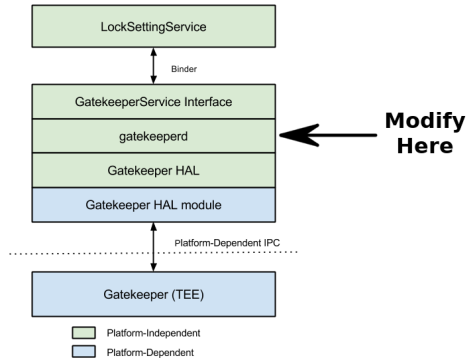 LockSettingService
Binder
GatekeeperService Interface
gatekeeperd
Gatekeeper HAL
Gatekeeper HAL module
Modify
Here
Platform-Dependent IPC
Gatekeeper (TEE)
Platform-Independent
Platform-Dependent